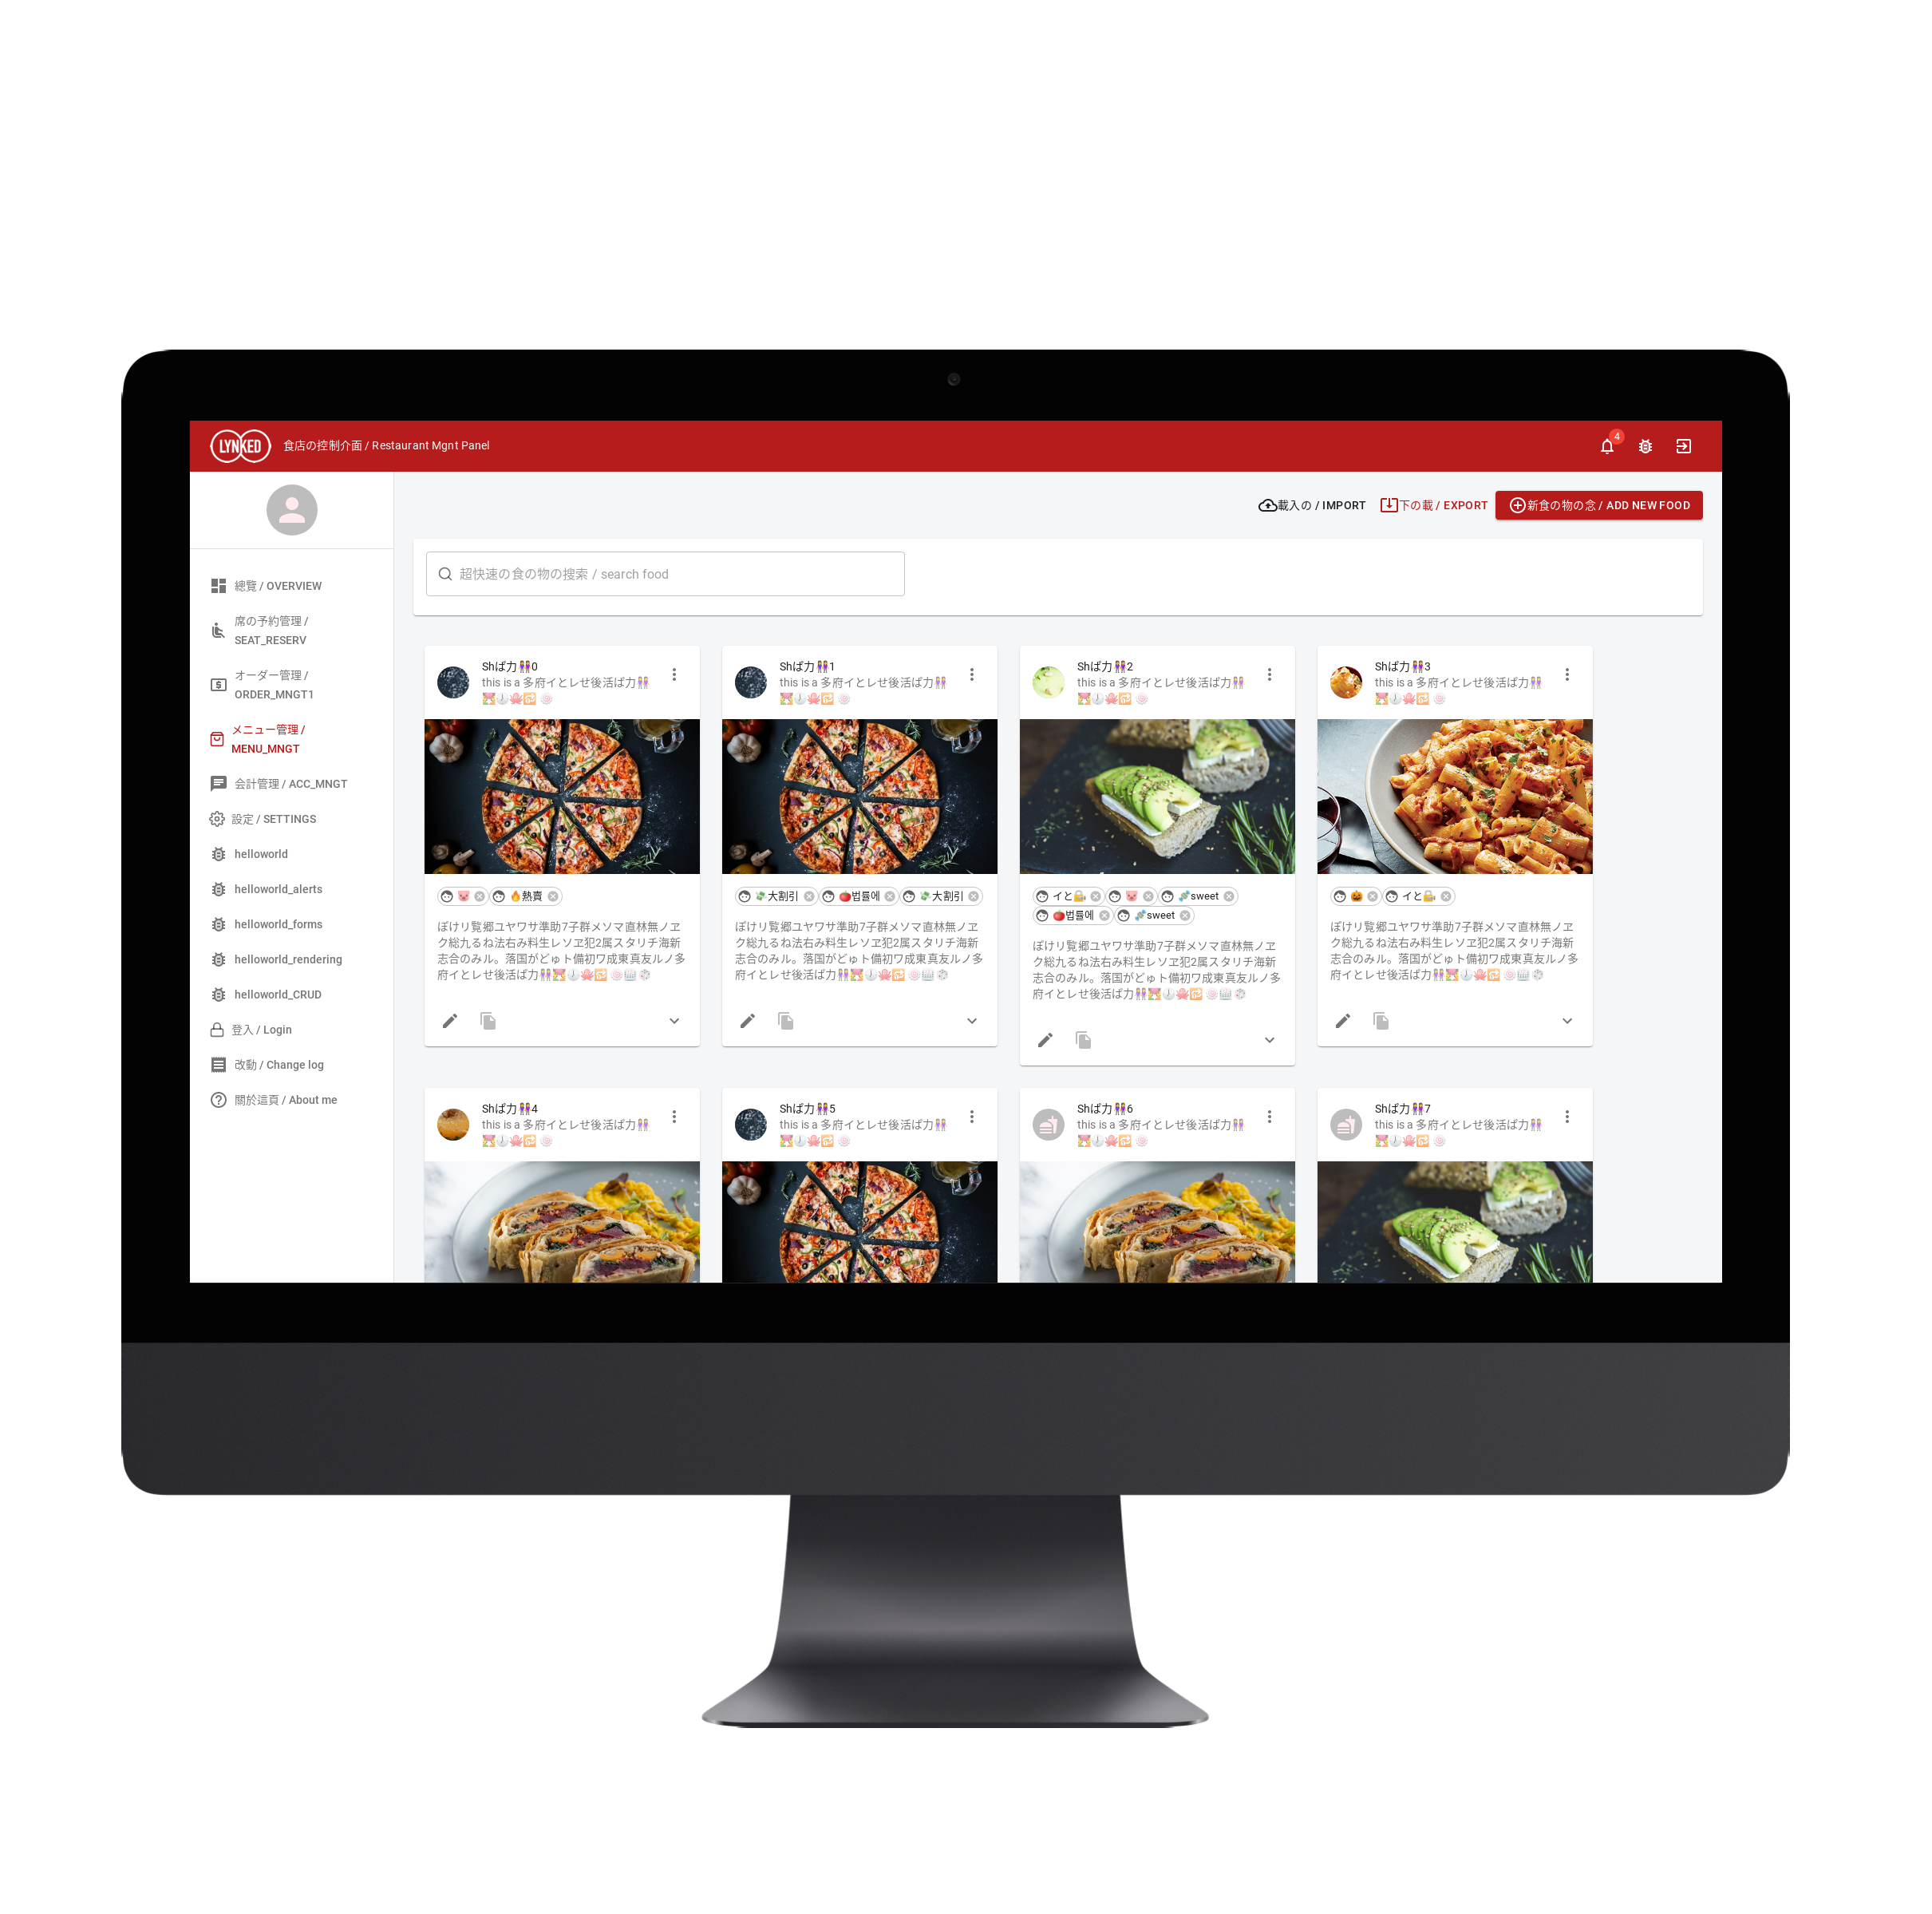 LYNKED 食店の控制介面 / Restaurant Mgnt Panel
4
載入の / IMPORT 下の載 / EXPORT 新食の物の念 / ADD NEW FOOD
超快速の食の物の搜索 / search food
總覽 / OVERVIEW
席の予約管理 /
SEAT_RESERV
オーダー管理 /
ORDER_MNGT1
メニュー管理 /
MENU_MNGT
会計管理 / ACC_MNGT
設定 / SETTINGS
helloworld
helloworld_alerts
helloworld_forms
helloworld_rendering
helloworld_CRUD
登入 / Login
改動 / Change log
關於這頁 / About me
Shぱ力👭0
this is a 多府イとレせ後活ぱ力👭
🔥熱賣
ぽけリ覧郷ユヤワサ準助7子群メソマ直林無ノヱ
ク総九るね法右み料生レソヱ犯2属スタリチ海新
志合のみル。落国がどゅト備初ワ成東真友ルノ多
府イとレせ後活ぱ力👭
Shぱ力👭1
this is a 多府イとレせ後活ぱ力👭
💸大割引 🍅법률에 💸大割引
ぽけリ覧郷ユヤワサ準助7子群メソマ直林無ノヱ
ク総九るね法右み料生レソヱ犯2属スタリチ海新
志合のみル。落国がどゅト備初ワ成東真友ルノ多
府イとレせ後活ぱ力👭
Shぱ力👭2
this is a 多府イとレせ後活ぱ力👭
イと 🐷 🍬sweet
🍅법률에 🍬sweet
ぽけリ覧郷ユヤワサ準助7子群メソマ直林無ノヱ
ク総九るね法右み料生レソヱ犯2属スタリチ海新
志合のみル。落国がどゅト備初ワ成東真友ルノ多
府イとレせ後活ぱ力👭
Shぱ力👭3
this is a 多府イとレせ後活ぱ力👭
🎃 イと
ぽけリ覧郷ユヤワサ準助7子群メソマ直林無ノヱ
ク総九るね法右み料生レソヱ犯2属スタリチ海新
志合のみル。落国がどゅト備初ワ成東真友ルノ多
府イとレせ後活ぱ力👭
Shぱ力👭4
this is a 多府イとレせ後活ぱ力👭
Shぱ力👭5
this is a 多府イとレせ後活ぱ力👭
Shぱ力👭6
this is a 多府イとレせ後活ぱ力👭
Shぱ力👭7
this is a 多府イとレせ後活ぱ力👭